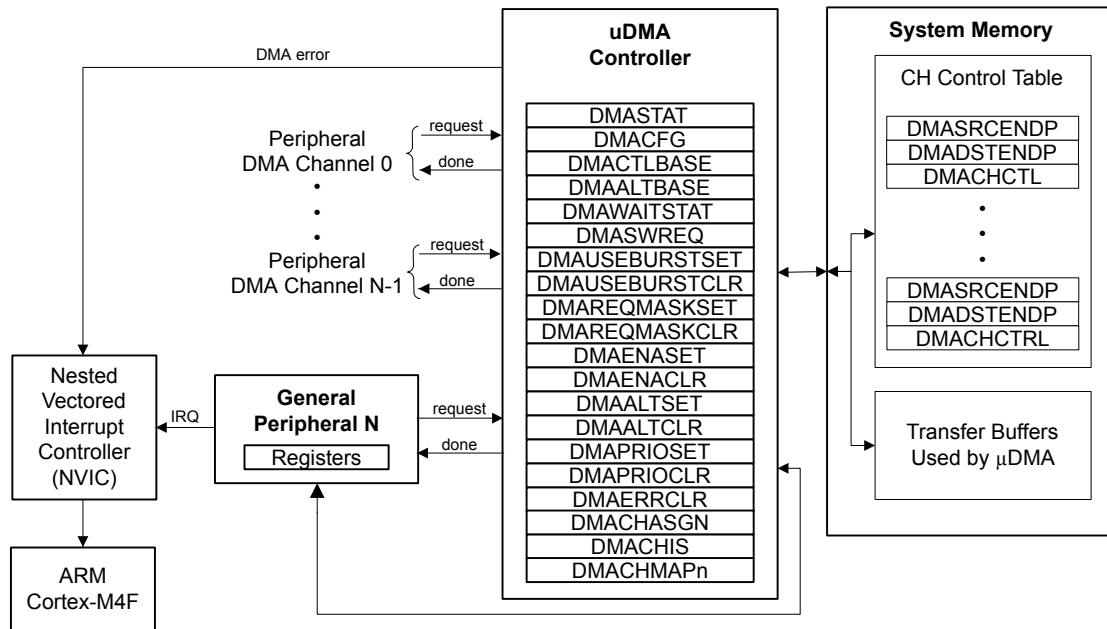 uDMA
Controller
System Memory
DMA error
CH Control Table
DMASTAT
DMACFG
DMACTLBASE
DMAALTBASE
DMAWAITSTAT
DMASWREQ
DMAUSEBURSTSET
DMAUSEBURSTCLR
DMAREQMASKSET
DMAREQMASKCLR
DMAENASET
DMAENACLR
DMAALTSET
DMAALTCLR
DMAPRIOSET
DMAPRIOCLR
DMAERRCLR
DMACHASGN
DMACHIS
DMACHMAPn
Peripheral
DMA Channel 0
request
done
•
•
•
Peripheral
DMA Channel N-1
request
done
DMASRCENDP
DMADSTENDP
DMACHCTL
•
•
•
DMASRCENDP
DMADSTENDP
DMACHCTRL
Transfer Buffers
Used by μDMA
Nested
Vectored
Interrupt
Controller
(NVIC)
IRQ
General
Peripheral N
Registers
request
done
ARM
Cortex-M4F